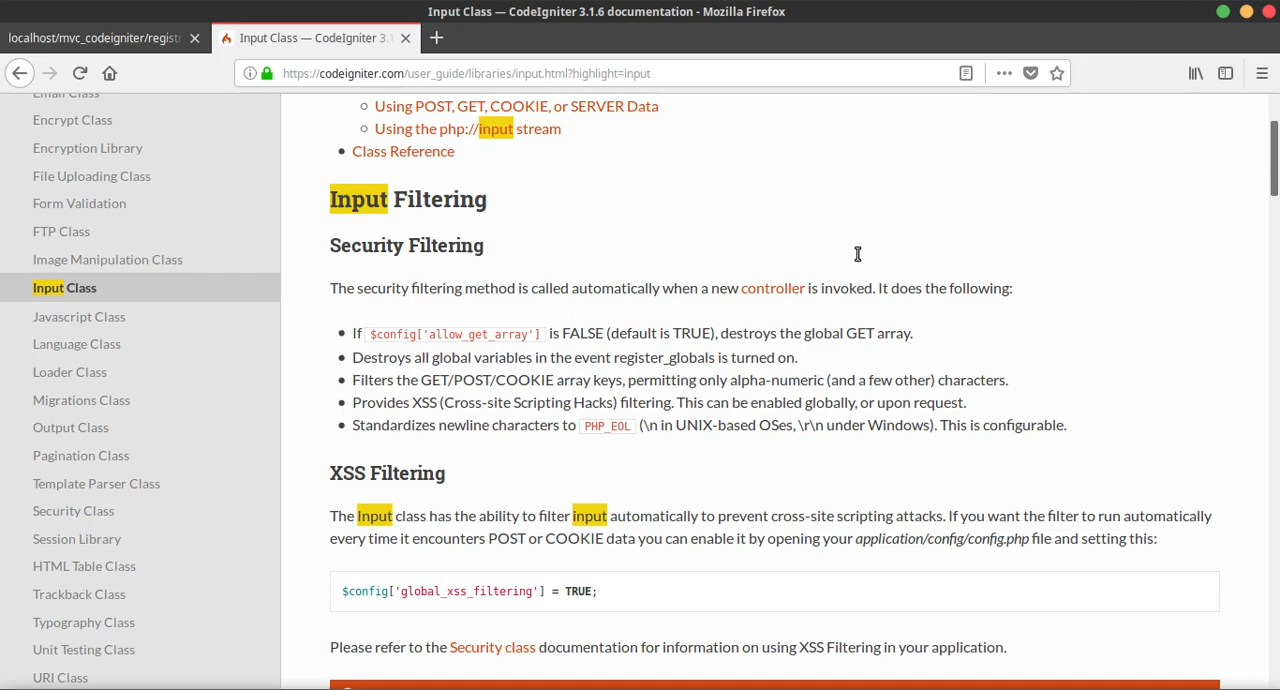 Input Class — CodeIgniter 3.1.6 documentation - Mozilla Firefox
localhost/mvc_codeigniter/registr
Input Class — CodeIgniter 3.1
https://codeigniter.com/user_guide/libraries/input.html?highlight=input
Email Class
Encrypt Class
Encryption Library
File Uploading Class
Form Validation
FTP Class
Image Manipulation Class
Input Class
Javascript Class
Language Class
Loader Class
Migrations Class
Output Class
Pagination Class
Template Parser Class
Security Class
Session Library
HTML Table Class
Trackback Class
Typography Class
Unit Testing Class
URI Class
Using POST, GET, COOKIE, or SERVER Data
Using the php://input stream
Class Reference
Input Filtering
Security Filtering
The security filtering method is called automatically when a new controller is invoked. It does the following:
If $config['allow_get_array'] is FALSE (default is TRUE), destroys the global GET array.
Destroys all global variables in the event register_globals is turned on.
Filters the GET/POST/COOKIE array keys, permitting only alpha-numeric (and a few other) characters.
Provides XSS (Cross-site Scripting Hacks) filtering. This can be enabled globally, or upon request.
Standardizes newline characters to PHP_EOL (\n in UNIX-based OSes, \r\n under Windows). This is configurable.
XSS Filtering
The Input class has the ability to filter input automatically to prevent cross-site scripting attacks. If you want the filter to run automatically
every time it encounters POST or COOKIE data you can enable it by opening your application/config/config.php file and setting this:
$config['global_xss_filtering'] = TRUE;
Please refer to the Security class documentation for information on using XSS Filtering in your application.